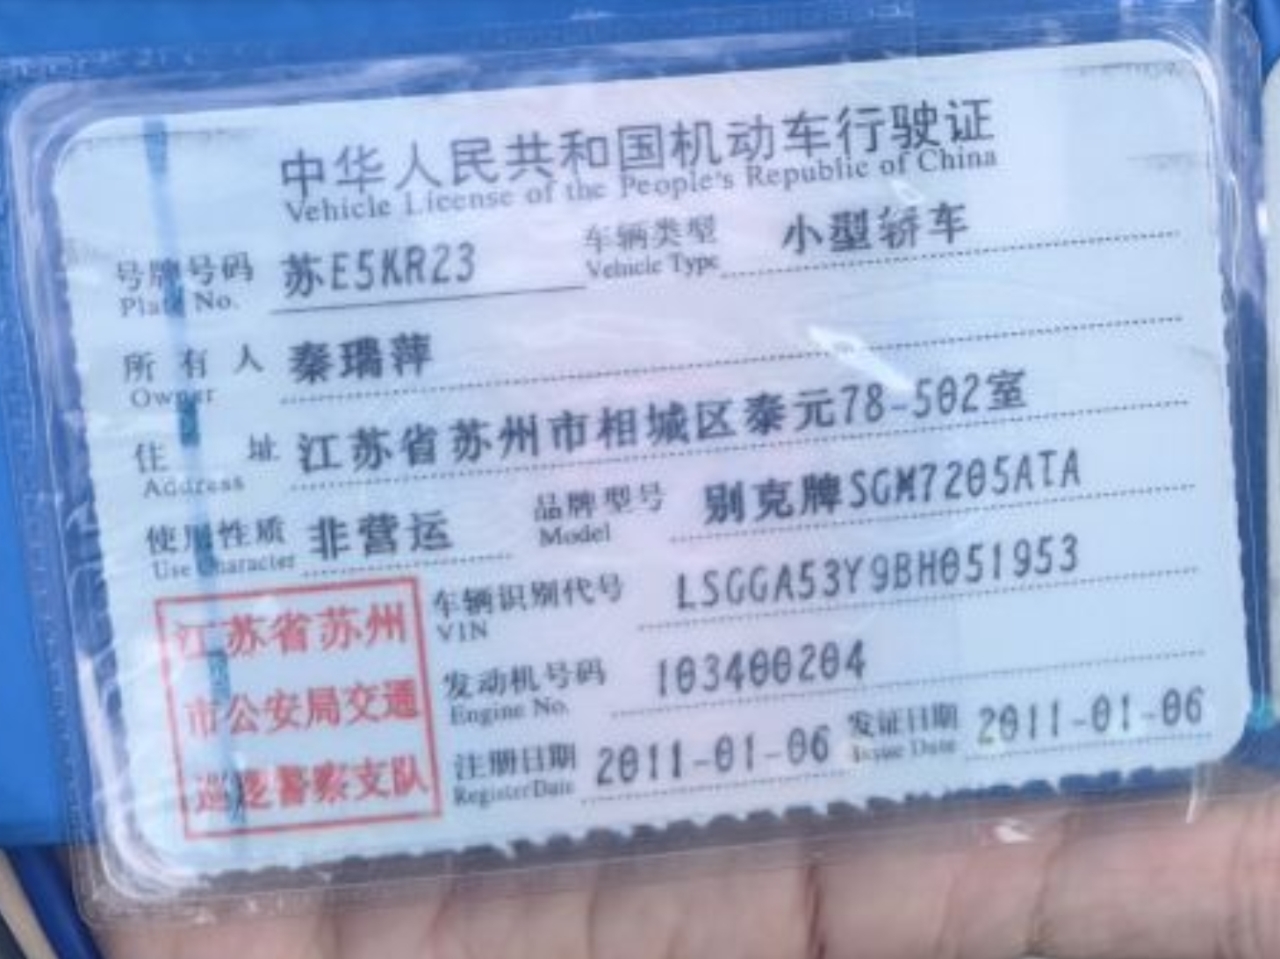 中华人民共和国机动车行驶证
Vehicle License of the People's Republic of China
号牌号码 苏E5KR23 车辆类型 小型轿车
Plate No. Vehicle Type
所有人 秦瑞萍
Owner
住址 江苏省苏州市相城区泰元78-502室
Address
使用性质 非营运 品牌型号 别克牌SGM7205ATA
Use Character Model
江苏省苏州 车辆识别代号 LSGGA53Y9BH051953
VIN
市公安局交通 发动机号码 103400204
Engine No.
巡逻警察支队 注册日期 2011-01-06 发证日期 2011-01-06
Register Date Issue Date